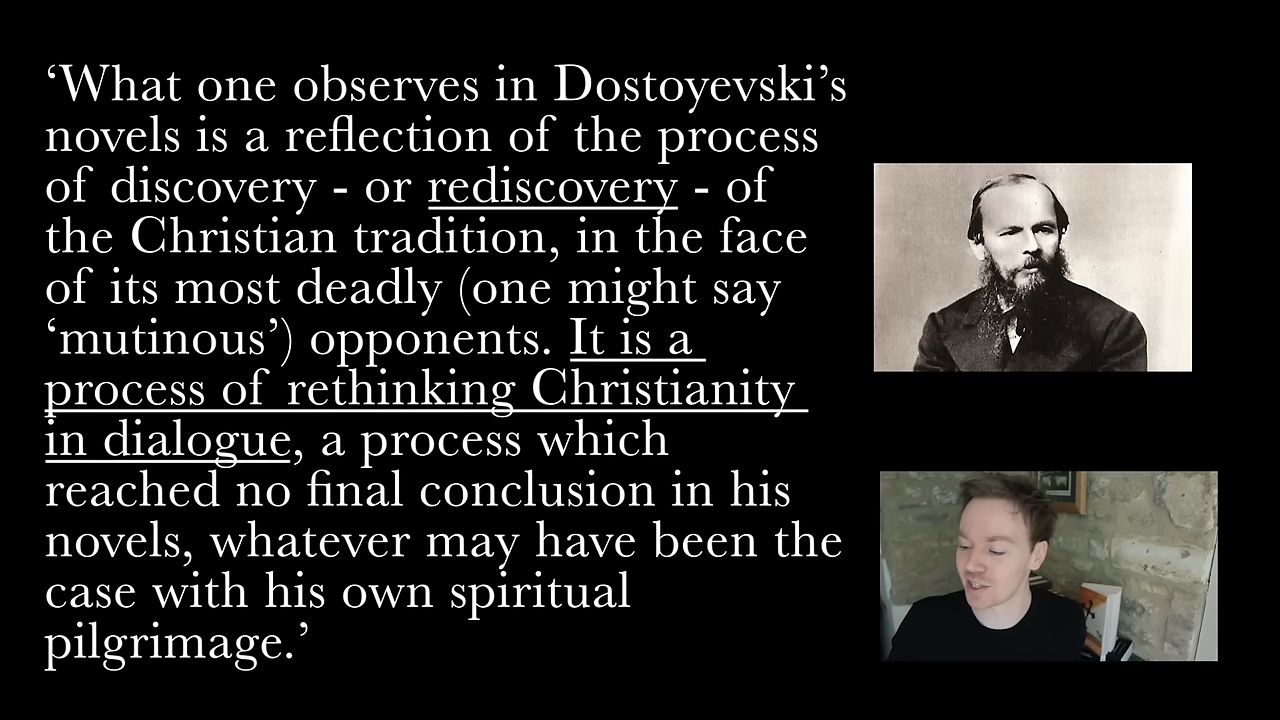 ‘What one observes in Dostoyevski’s
novels is a reflection of the process
of discovery - or rediscovery - of
the Christian tradition, in the face
of its most deadly (one might say
‘mutinous’) opponents. It is a
process of rethinking Christianity
in dialogue, a process which
reached no final conclusion in his
novels, whatever may have been the
case with his own spiritual
pilgrimage.’